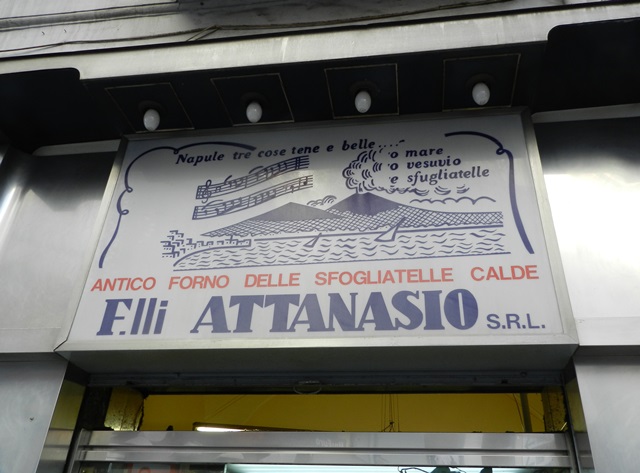 Napule tre cose tene e belle....
'o mare
'o vesuvio
'e sfugliatelle
ANTICO FORNO DELLE SFOGLIATELLE CALDE
F.lli ATTANASIO S.R.L.